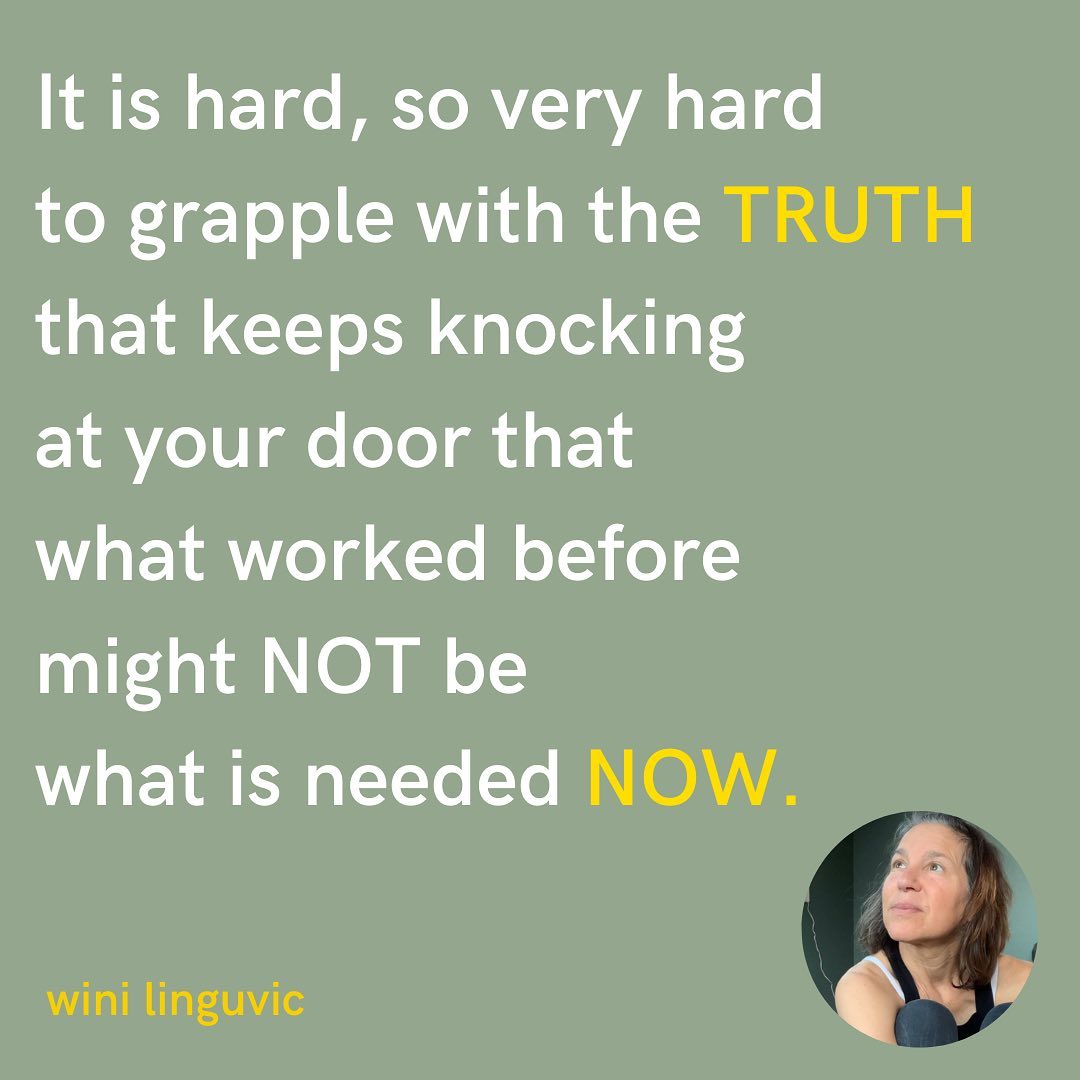 It is hard, so very hard
to grapple with the TRUTH
that keeps knocking
at your door that
what worked before
might NOT be
what is needed NOW.
wini linguvic